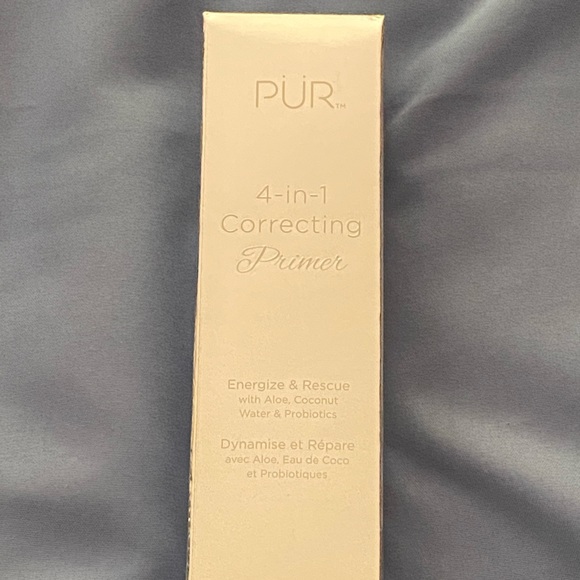 PÜR™
4-in-1
Correcting
Primer
Energize & Rescue
with Aloe, Coconut
Water & Probiotics
Dynamise et Répare
avec Aloe, Eau de Coco
et Probiotiques